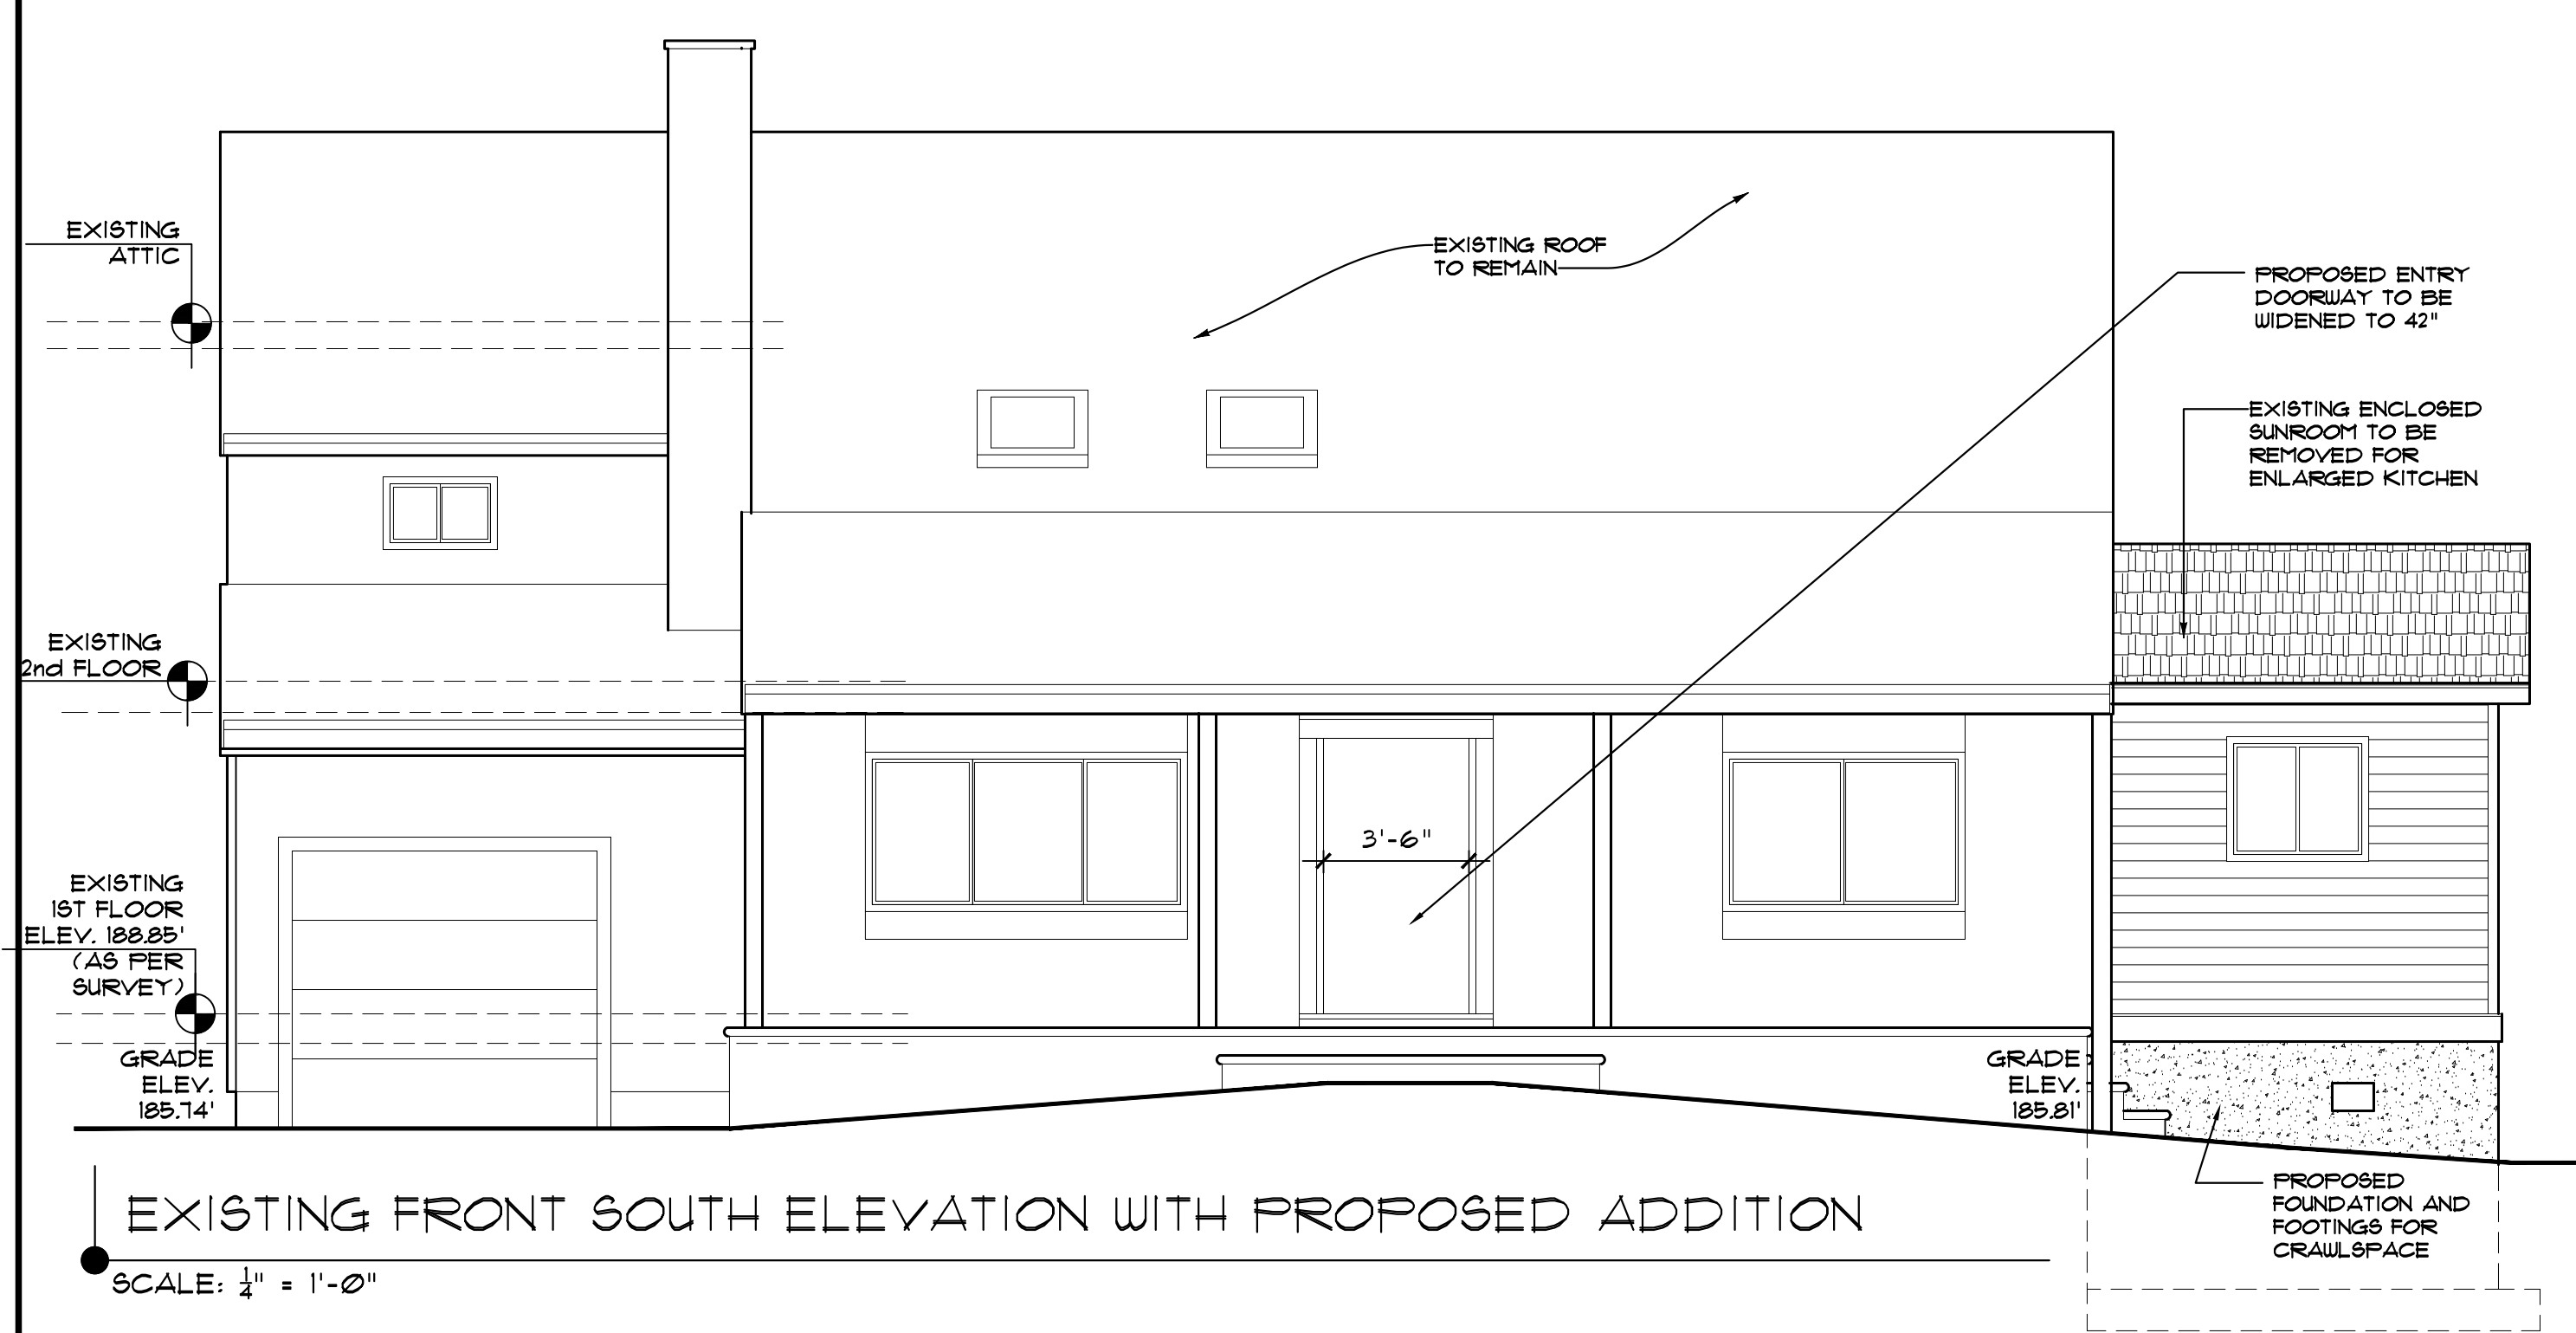 EXISTING
ATTIC
EXISTING ROOF
TO REMAIN
PROPOSED ENTRY
DOORWAY TO BE
WIDENED TO 42"
EXISTING ENCLOSED
SUNROOM TO BE
REMOVED FOR
ENLARGED KITCHEN
EXISTING
2nd FLOOR
3'-6"
EXISTING
1ST FLOOR
ELEV. 188.85'
(AS PER
SURVEY)
GRADE
ELEV.
185.74'
GRADE
ELEV.
185.81'
PROPOSED
FOUNDATION AND
FOOTINGS FOR
CRAWLSPACE
EXISTING FRONT SOUTH ELEVATION WITH PROPOSED ADDITION
SCALE: 1/4" = 1'-0"